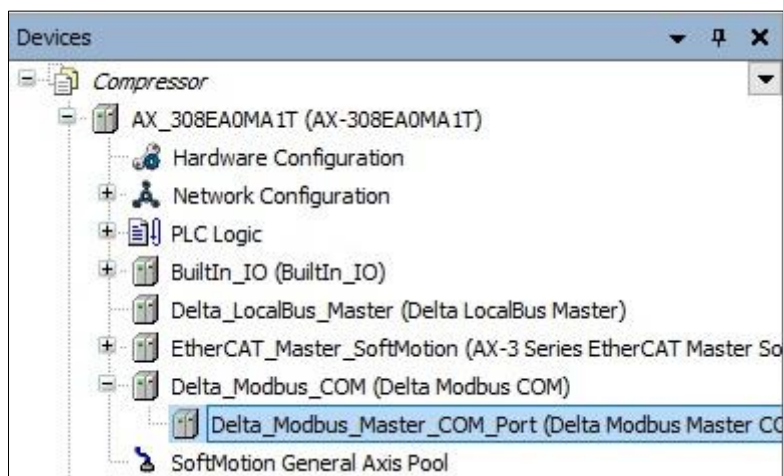 Devices
Compressor
AX_308EA0MA1T (AX-308EA0MA1T)
Hardware Configuration
Network Configuration
PLC Logic
BuiltIn_IO (BuiltIn_IO)
Delta_LocalBus_Master (Delta LocalBus Master)
EtherCAT_Master_SoftMotion (AX-3 Series EtherCAT Master So
Delta_Modbus_COM (Delta Modbus COM)
Delta_Modbus_Master_COM_Port (Delta Modbus Master CO
SoftMotion General Axis Pool